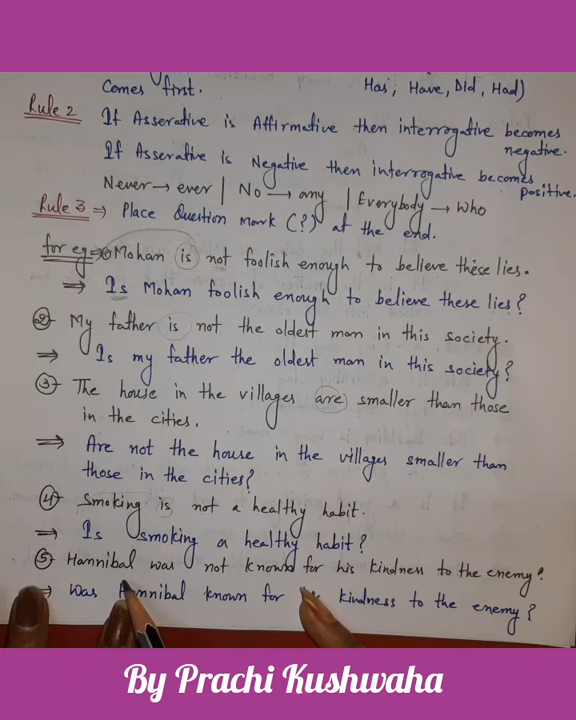 Comes first. Has, Have, Did, Had)
Rule 2 If Asserative is Affirmative then interrogative becomes
negative.
If Asserative is Negative then interrogative becomes
positive.
Never → ever | No → any | Everybody → Who
Rule 3 ⇒ Place Question Mark (?) at the end.
for eg ⇒ ① Mohan is not foolish enough to believe these lies.
⇒ Is Mohan foolish enough to believe these lies?
② My father is not the oldest man in this society.
⇒ Is my father the oldest man in this society?
③ The house in the villages are smaller than those
in the cities.
⇒ Are not the house in the villages smaller than
those in the cities?
④ Smoking is not a healthy habit.
⇒ Is smoking a healthy habit?
⑤ Hannibal was not known for his kindness to the enemy?
⇒ Was Hannibal known for kindness to the enemy?
By Prachi Kushwaha